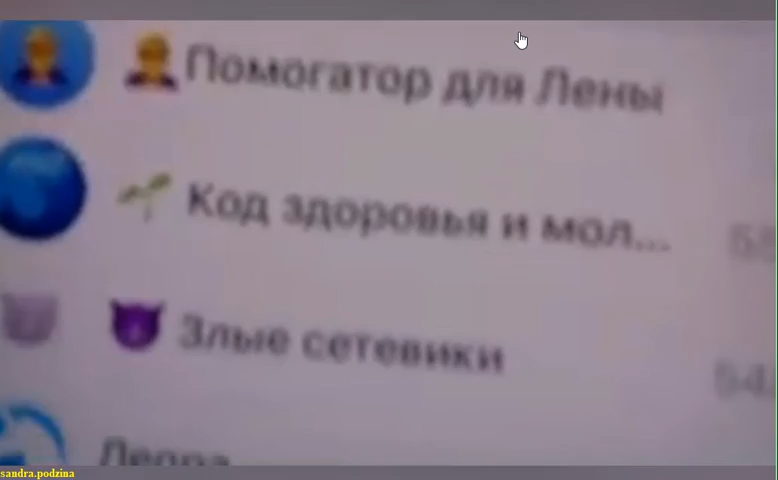 Помогатор для Лены
Код здоровья и мол...
Злые сетевики
sandra.podzina